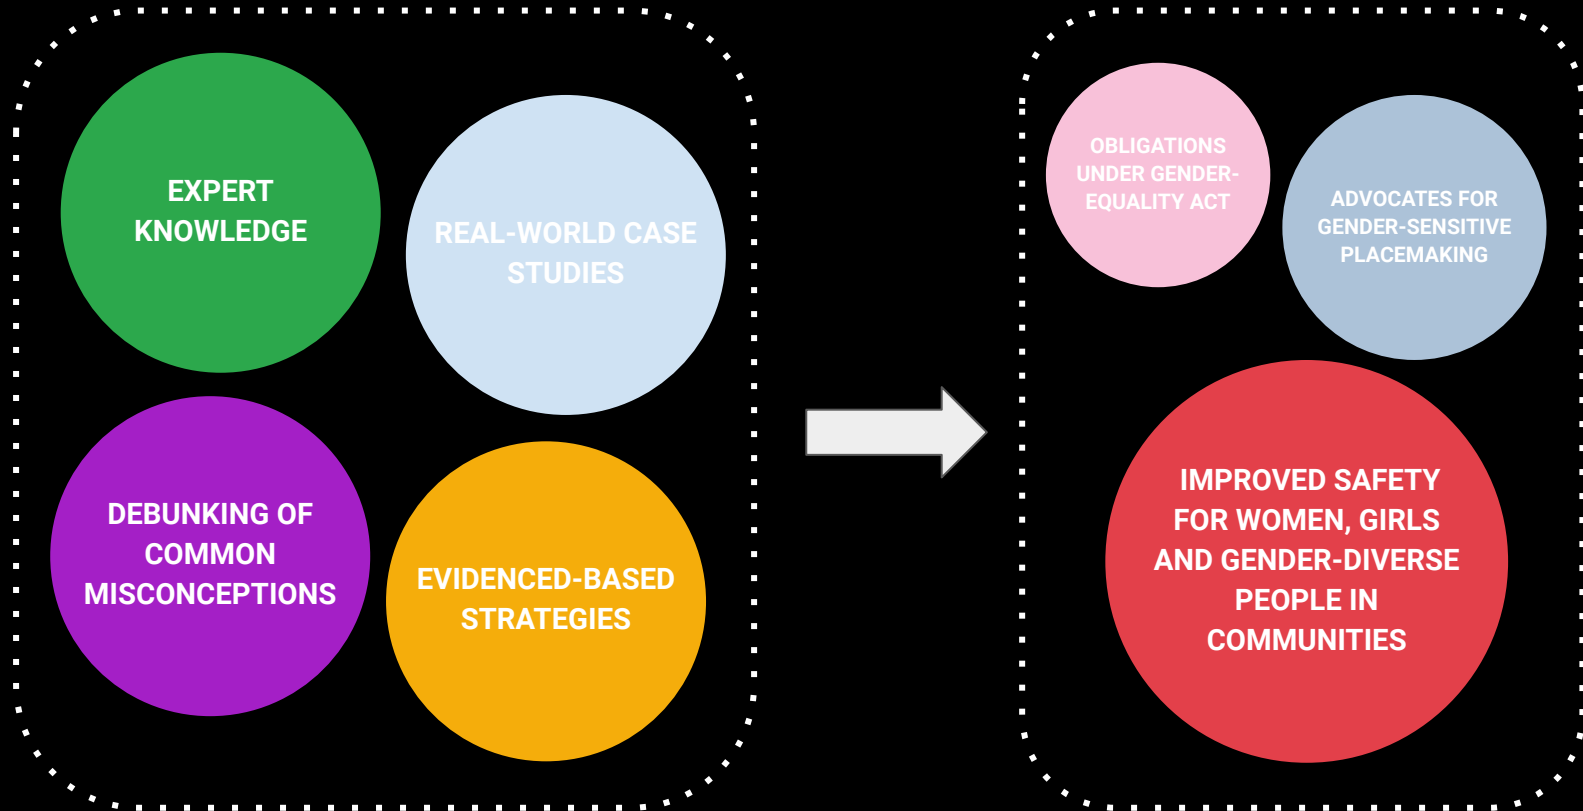 EXPERT
KNOWLEDGE
REAL-WORLD CASE
STUDIES
DEBUNKING OF
COMMON
MISCONCEPTIONS
EVIDENCED-BASED
STRATEGIES
OBLIGATIONS
UNDER GENDER-
EQUALITY ACT
ADVOCATES FOR
GENDER-SENSITIVE
PLACEMAKING
IMPROVED SAFETY
FOR WOMEN, GIRLS
AND GENDER-DIVERSE
PEOPLE IN
COMMUNITIES